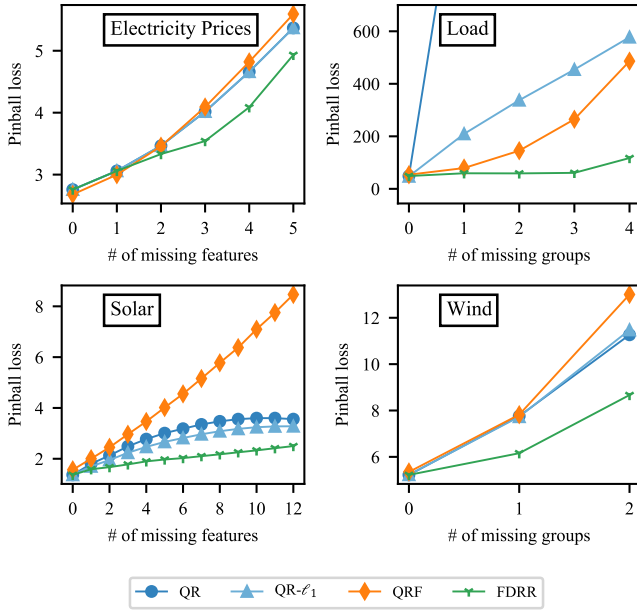 Electricity Prices
Pinball loss
5
4
3
0 1 2 3 4 5
# of missing features
Load
Pinball loss
600
400
200
0
0 1 2 3 4
# of missing groups
Solar
Pinball loss
8
6
4
2
0 2 4 6 8 10 12
# of missing features
Wind
Pinball loss
12
10
8
6
0 1 2
# of missing groups
QR QR-ℓ₁ QRF FDRR